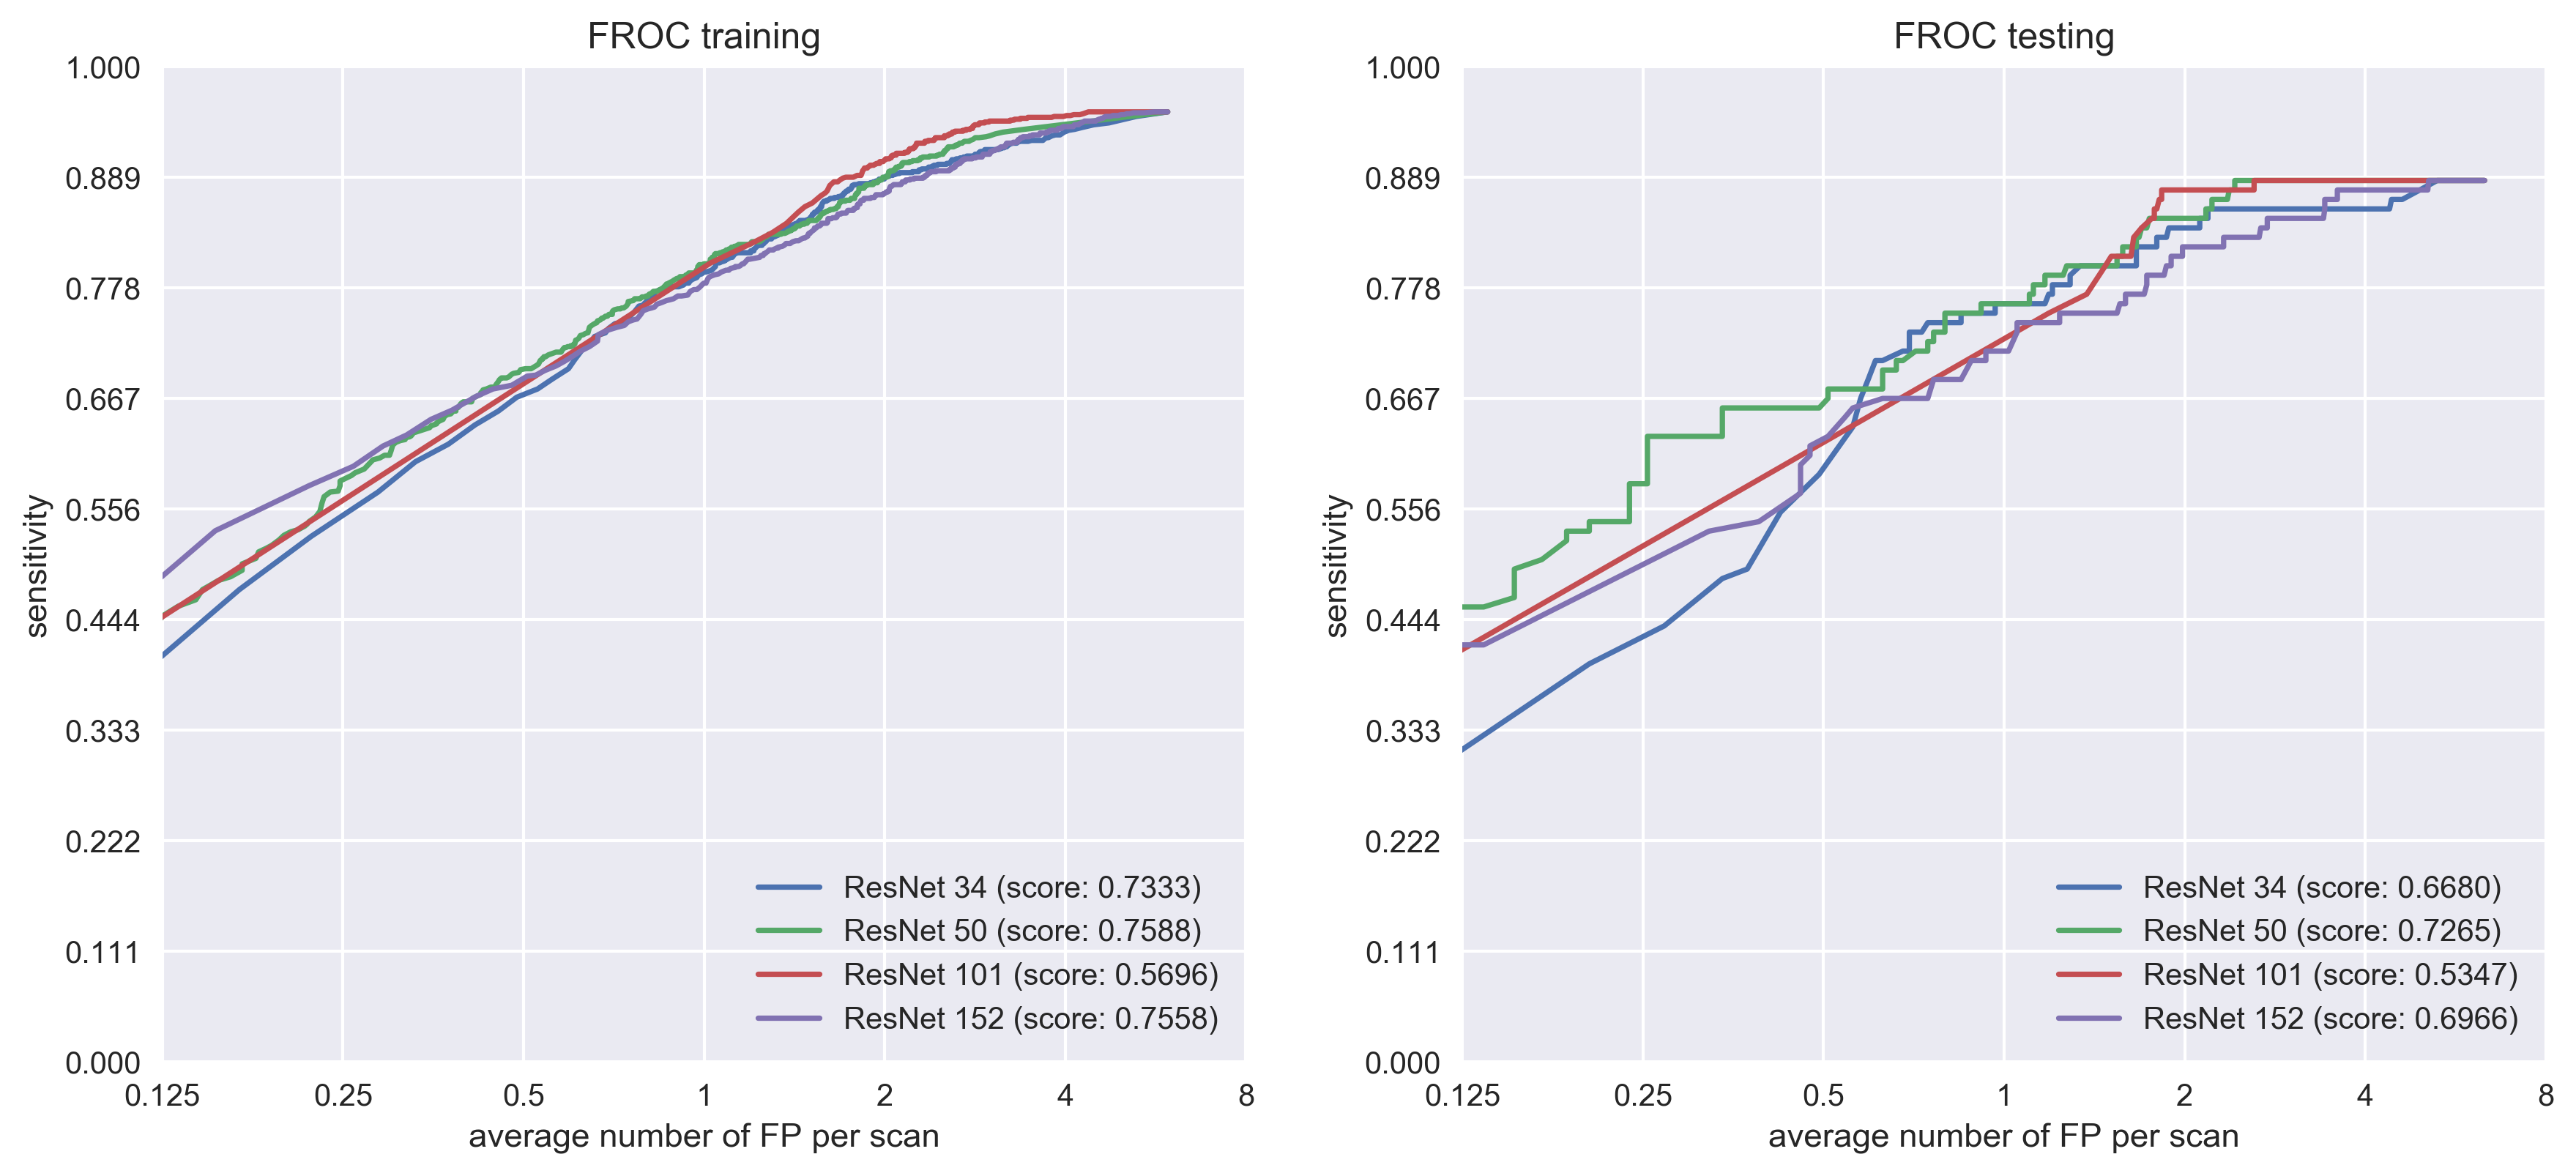 FROC training
1.000
0.889
0.778
0.667
0.556
0.444
0.333
0.222
0.111
0.000
sensitivity
ResNet 34 (score: 0.7333)
ResNet 50 (score: 0.7588)
ResNet 101 (score: 0.5696)
ResNet 152 (score: 0.7558)
0.125 0.25 0.5 1 2 4 8
average number of FP per scan
FROC testing
1.000
0.889
0.778
0.667
0.556
0.444
0.333
0.222
0.111
0.000
sensitivity
ResNet 34 (score: 0.6680)
ResNet 50 (score: 0.7265)
ResNet 101 (score: 0.5347)
ResNet 152 (score: 0.6966)
0.125 0.25 0.5 1 2 4 8
average number of FP per scan